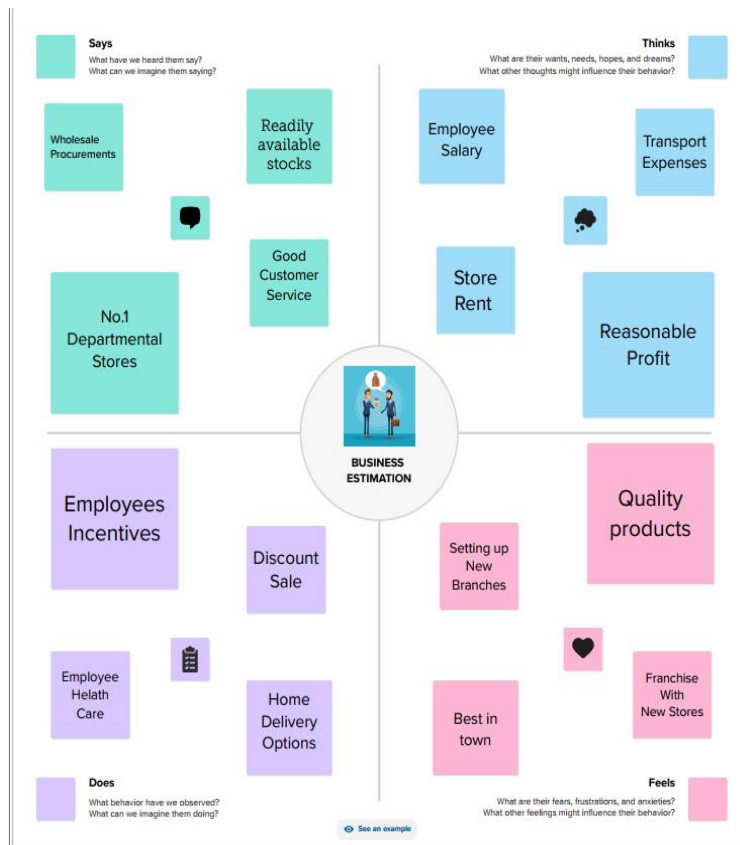 Says
What have we heard them say?
What can we imagine them saying?
Thinks
What are their wants, needs, hopes, and dreams?
What other thoughts might influence their behavior?
Wholesale
Procurements
Readily
available
stocks
Employee
Salary
Transport
Expenses
Good
Customer
Service
No.1
Departmental
Stores
Store
Rent
Reasonable
Profit
BUSINESS
ESTIMATION
Employees
Incentives
Discount
Sale
Employee
Helath
Care
Home
Delivery
Options
Quality
products
Setting up
New
Branches
Best in
town
Franchise
With
New Stores
Does
What behavior have we observed?
What can we imagine them doing?
Feels
What are their fears, frustrations, and anxieties?
What other feelings might influence their behavior?
See an example